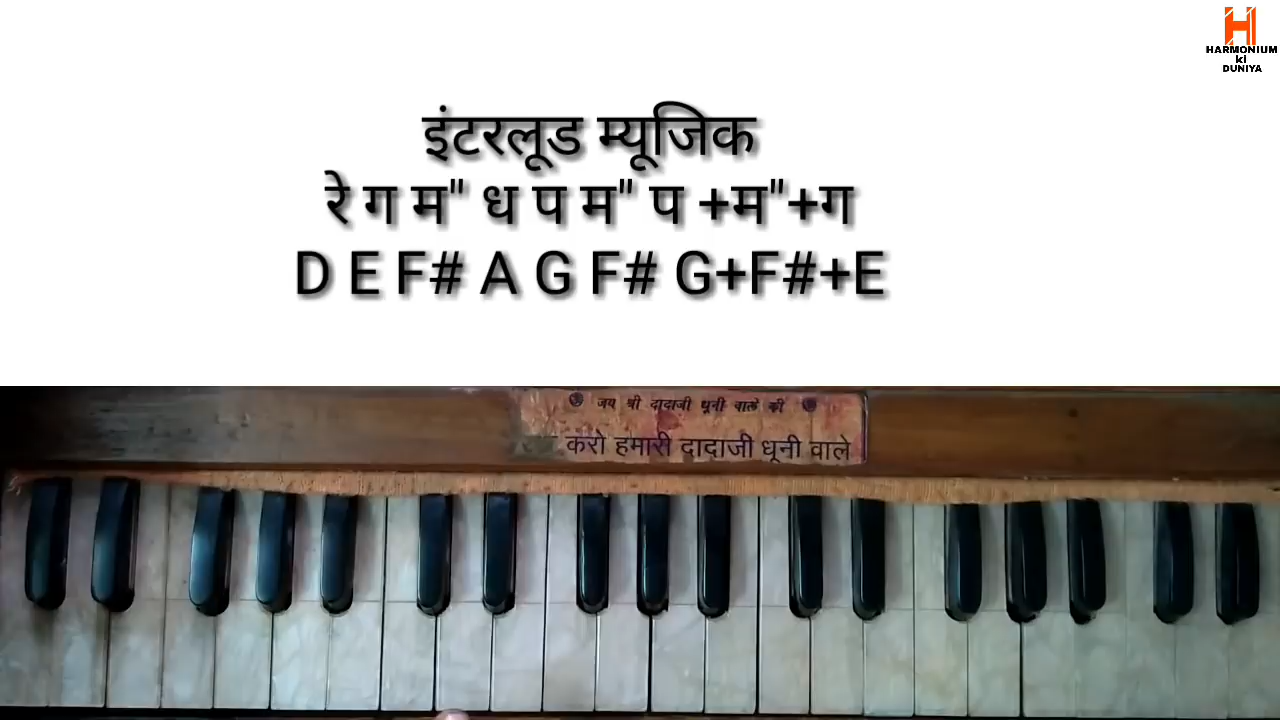 HARMONIUM
ki
DUNIYA
इंटरलूड म्यूजिक
रे ग म" ध प म" प +म"+ग
D E F# A G F# G+F#+E
जय श्री दादाजी धूनी वाले की
करो हमारी दादाजी धूनी वाले